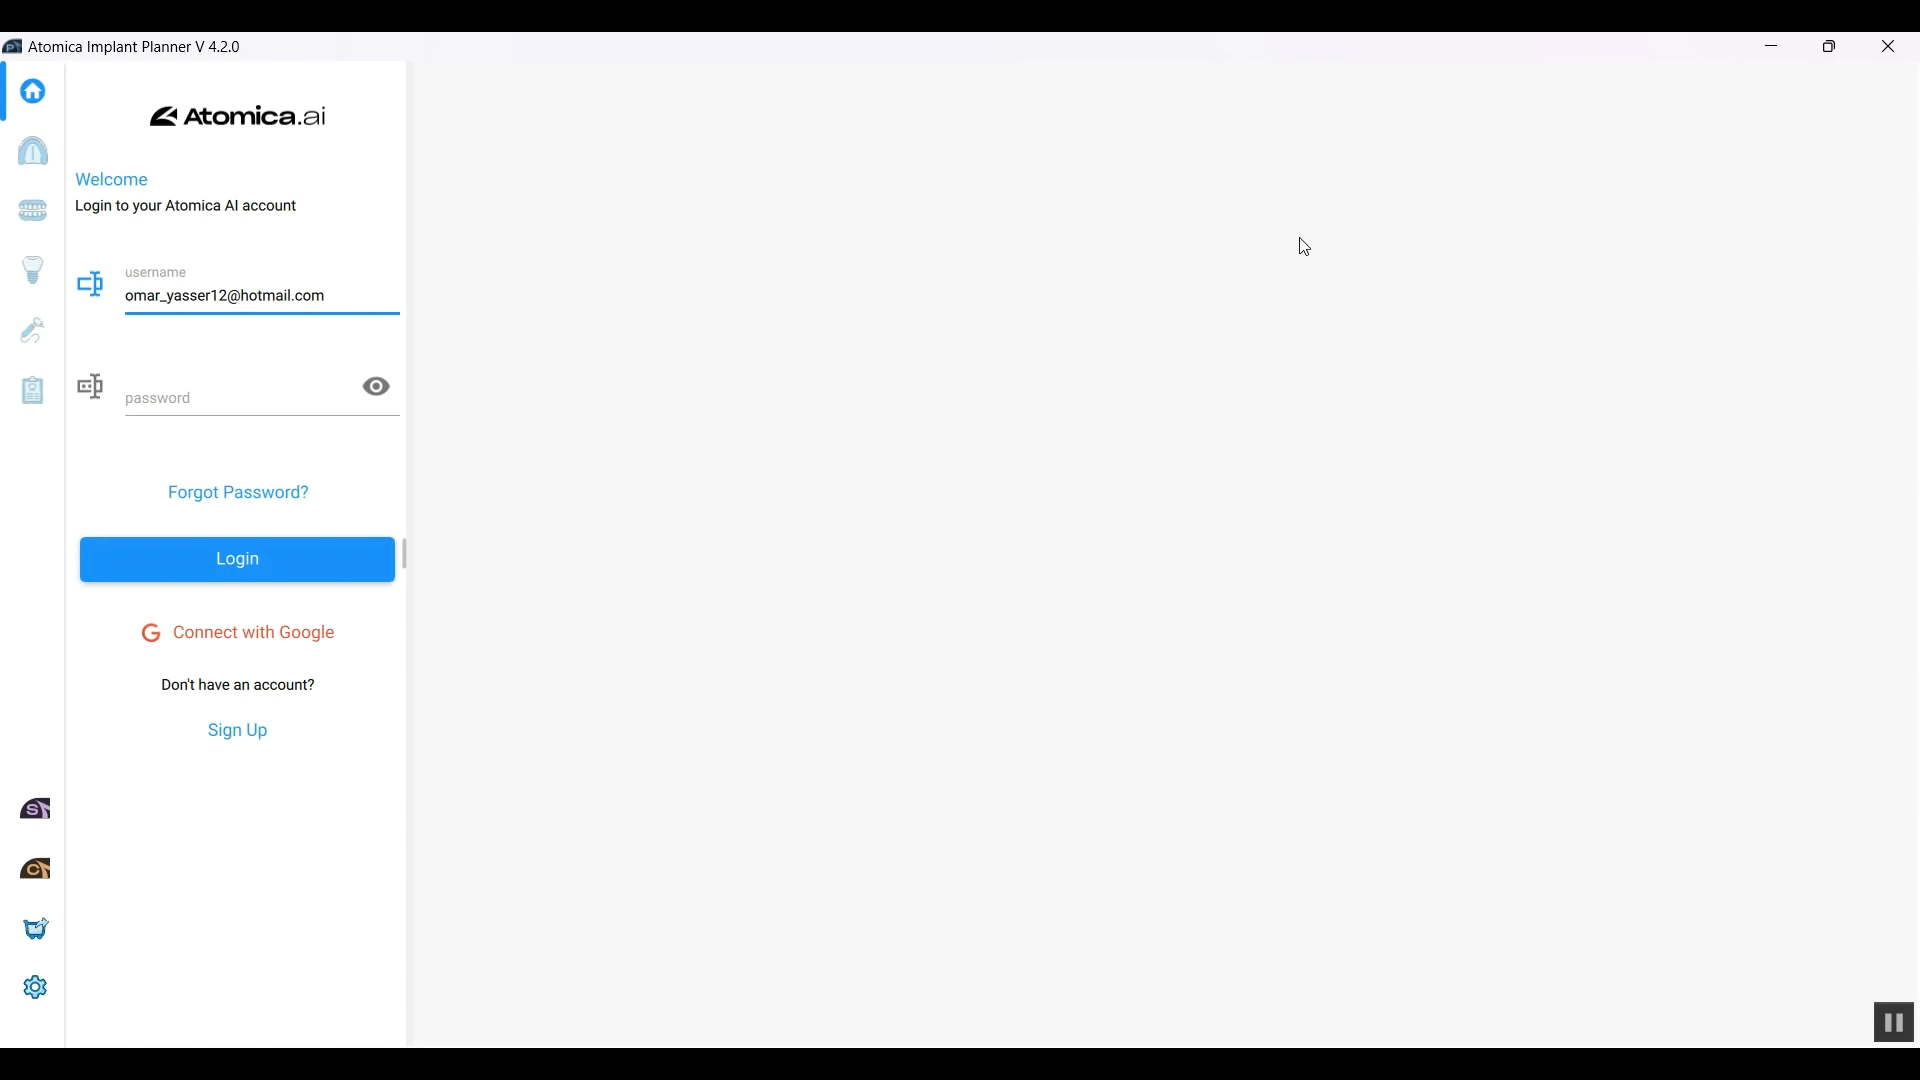 Atomica Implant Planner V 4.2.0
Atomica.ai
Welcome
Login to your Atomica AI account
username
omar_yasser12@hotmail.com
password
Forgot Password?
Login
Connect with Google
Don't have an account?
Sign Up
S
C